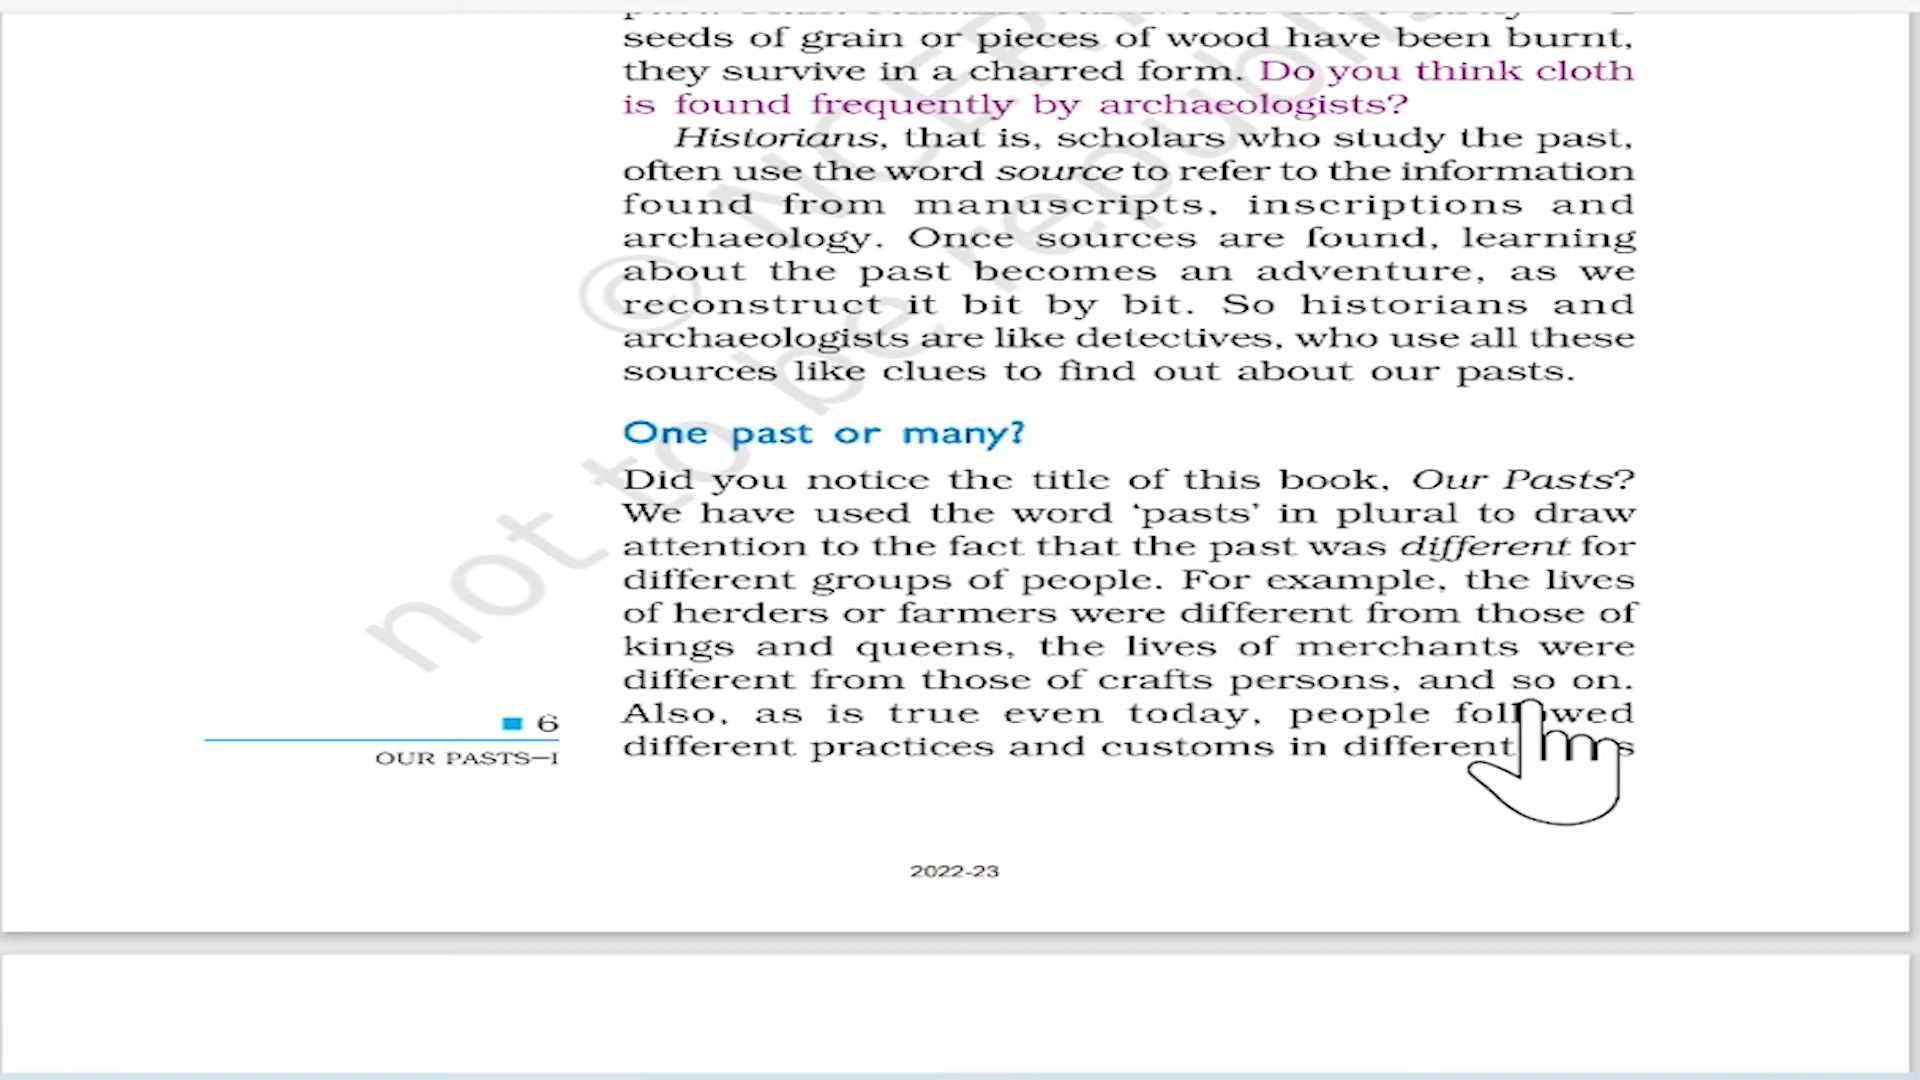 seeds of grain or pieces of wood have been burnt,
they survive in a charred form. Do you think cloth
is found frequently by archaeologists?
Historians, that is, scholars who study the past,
often use the word source to refer to the information
found from manuscripts, inscriptions and
archaeology. Once sources are found, learning
about the past becomes an adventure, as we
reconstruct it bit by bit. So historians and
archaeologists are like detectives, who use all these
sources like clues to find out about our pasts.
One past or many?
Did you notice the title of this book, Our Pasts?
We have used the word ‘pasts’ in plural to draw
attention to the fact that the past was different for
different groups of people. For example, the lives
of herders or farmers were different from those of
kings and queens, the lives of merchants were
different from those of crafts persons, and so on.
Also, as is true even today, people followed
different practices and customs in different
■ 6
OUR PASTS–I
2022-23
© NCERT
not to be republis